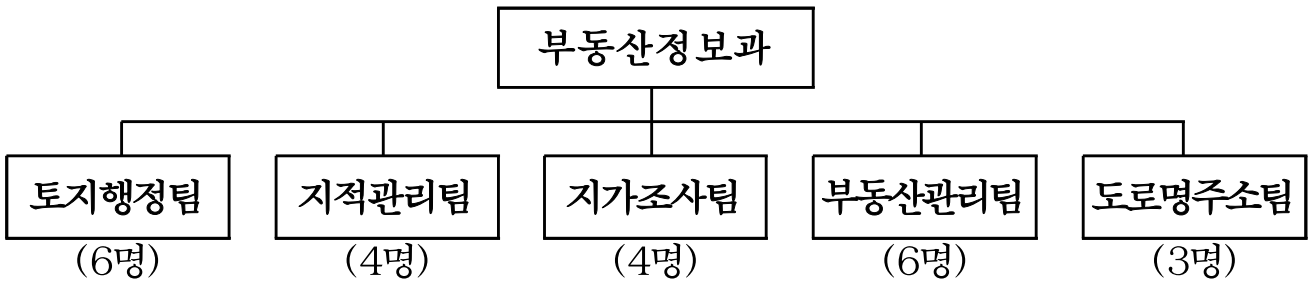 부동산정보과
토지행정팀 지적관리팀 지가조사팀 부동산관리팀 도로명주소팀
(6명) (4명) (4명) (6명) (3명)